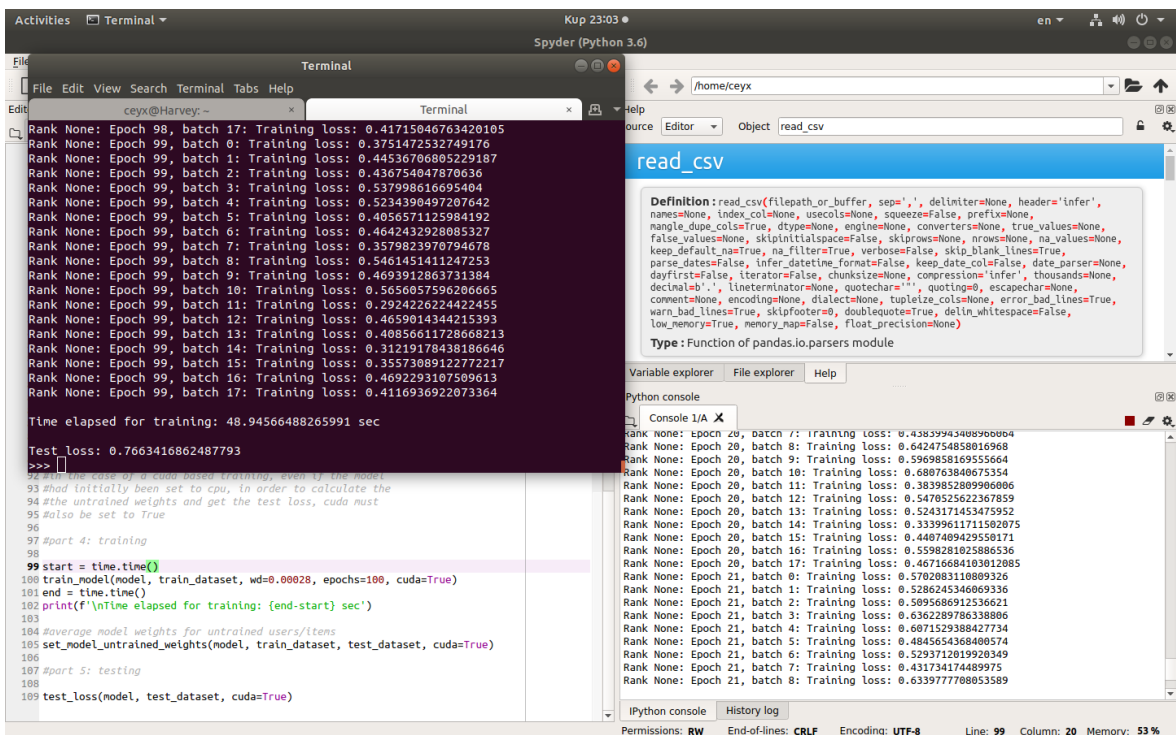 Activities
Terminal
Κυρ 23:03
en
Spyder (Python 3.6)
File
Terminal
File Edit View Search Terminal Tabs Help
ceyx@Harvey: ~
Terminal
Rank None: Epoch 98, batch 17: Training loss: 0.41715046763420105
Rank None: Epoch 99, batch 0: Training loss: 0.3751472532749176
Rank None: Epoch 99, batch 1: Training loss: 0.44536706805229187
Rank None: Epoch 99, batch 2: Training loss: 0.436754047870636
Rank None: Epoch 99, batch 3: Training loss: 0.537998616695404
Rank None: Epoch 99, batch 4: Training loss: 0.5234390497207642
Rank None: Epoch 99, batch 5: Training loss: 0.4056571125984192
Rank None: Epoch 99, batch 6: Training loss: 0.4642432928085327
Rank None: Epoch 99, batch 7: Training loss: 0.3579823970794678
Rank None: Epoch 99, batch 8: Training loss: 0.5461451411247253
Rank None: Epoch 99, batch 9: Training loss: 0.4693912863731384
Rank None: Epoch 99, batch 10: Training loss: 0.5656057596206665
Rank None: Epoch 99, batch 11: Training loss: 0.2924226224422455
Rank None: Epoch 99, batch 12: Training loss: 0.4659014344215393
Rank None: Epoch 99, batch 13: Training loss: 0.40856611728668213
Rank None: Epoch 99, batch 14: Training loss: 0.31219178438186646
Rank None: Epoch 99, batch 15: Training loss: 0.35573089122772217
Rank None: Epoch 99, batch 16: Training loss: 0.4692293107509613
Rank None: Epoch 99, batch 17: Training loss: 0.4116936922073364
Time elapsed for training: 48.94566488265991 sec
Test loss: 0.7663416862487793
>>>
Edit
92 #in the case of a cuda based training, even if the model
93 #had initially been set to cpu, in order to calculate the
94 #the untrained weights and get the test loss, cuda must
95 #also be set to True
96
97 #part 4: training
98
99 start = time.time()
100 train_model(model, train_dataset, wd=0.00028, epochs=100, cuda=True)
101 end = time.time()
102 print(f'\nTime elapsed for training: {end-start} sec')
103
104 #average model weights for untrained users/items
105 set_model_untrained_weights(model, train_dataset, test_dataset, cuda=True)
106
107 #part 5: testing
108
109 test_loss(model, test_dataset, cuda=True)
/home/ceyx
Help
ource Editor Object read_csv
read_csv
Definition : read_csv(filepath_or_buffer, sep=',', delimiter=None, header='infer',
names=None, index_col=None, usecols=None, squeeze=False, prefix=None,
mangle_dupe_cols=True, dtype=None, engine=None, converters=None, true_values=None,
false_values=None, skipinitialspace=False, skiprows=None, nrows=None, na_values=None,
keep_default_na=True, na_filter=True, verbose=False, skip_blank_lines=True,
parse_dates=False, infer_datetime_format=False, keep_date_col=False, date_parser=None,
dayfirst=False, iterator=False, chunksize=None, compression='infer', thousands=None,
decimal=b'.', lineterminator=None, quotechar='"', quoting=0, escapechar=None,
comment=None, encoding=None, dialect=None, tupleize_cols=None, error_bad_lines=True,
warn_bad_lines=True, skipfooter=0, doublequote=True, delim_whitespace=False,
low_memory=True, memory_map=False, float_precision=None)
Type : Function of pandas.io.parsers module
Variable explorer File explorer Help
Python console
Console 1/A
Rank None: Epoch 20, batch 7: Training loss: 0.43839943408966064
Rank None: Epoch 20, batch 8: Training loss: 0.6424754858016968
Rank None: Epoch 20, batch 9: Training loss: 0.5969858169555664
Rank None: Epoch 20, batch 10: Training loss: 0.680763840675354
Rank None: Epoch 20, batch 11: Training loss: 0.3839852809906006
Rank None: Epoch 20, batch 12: Training loss: 0.5470525622367859
Rank None: Epoch 20, batch 13: Training loss: 0.5243171453475952
Rank None: Epoch 20, batch 14: Training loss: 0.33399611711502075
Rank None: Epoch 20, batch 15: Training loss: 0.4407409429550171
Rank None: Epoch 20, batch 16: Training loss: 0.5598281025886536
Rank None: Epoch 20, batch 17: Training loss: 0.46716684103012085
Rank None: Epoch 21, batch 0: Training loss: 0.5702083110809326
Rank None: Epoch 21, batch 1: Training loss: 0.5286245346069336
Rank None: Epoch 21, batch 2: Training loss: 0.5095686912536621
Rank None: Epoch 21, batch 3: Training loss: 0.6362289786338806
Rank None: Epoch 21, batch 4: Training loss: 0.6071529388427734
Rank None: Epoch 21, batch 5: Training loss: 0.4845654368400574
Rank None: Epoch 21, batch 6: Training loss: 0.5293712019920349
Rank None: Epoch 21, batch 7: Training loss: 0.431734174489975
Rank None: Epoch 21, batch 8: Training loss: 0.6339777708053589
IPython console History log
Permissions: RW End-of-lines: CRLF Encoding: UTF-8 Line: 99 Column: 20 Memory: 53 %